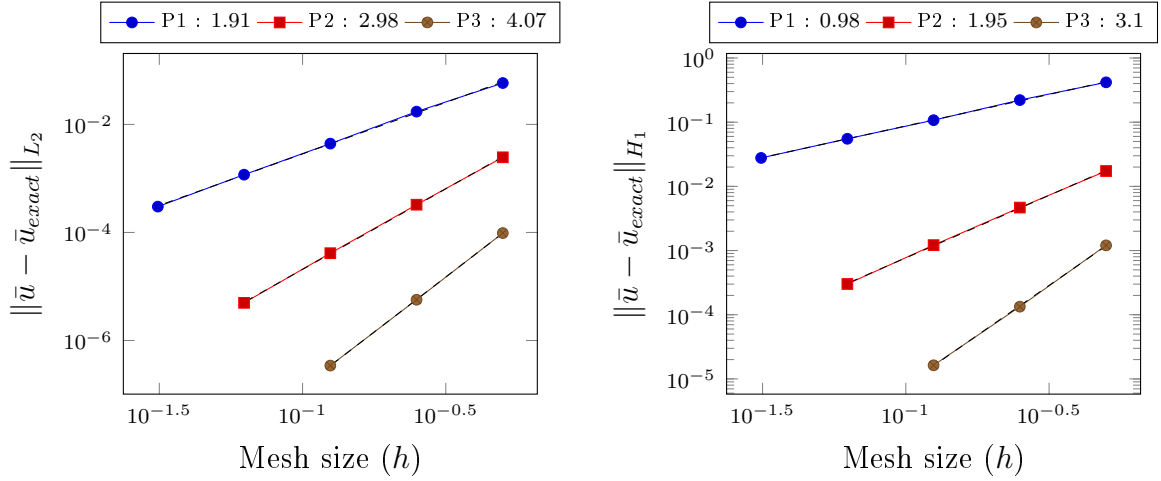 P1 : 1.91 P2 : 2.98 P3 : 4.07
10^{-2}
10^{-4}
10^{-6}
||ū − ū_{exact}||_{L_2}
10^{-1.5} 10^{-1} 10^{-0.5}
Mesh size (h)
P1 : 0.98 P2 : 1.95 P3 : 3.1
10^{0}
10^{-1}
10^{-2}
10^{-3}
10^{-4}
10^{-5}
||ū − ū_{exact}||_{H_1}
10^{-1.5} 10^{-1} 10^{-0.5}
Mesh size (h)